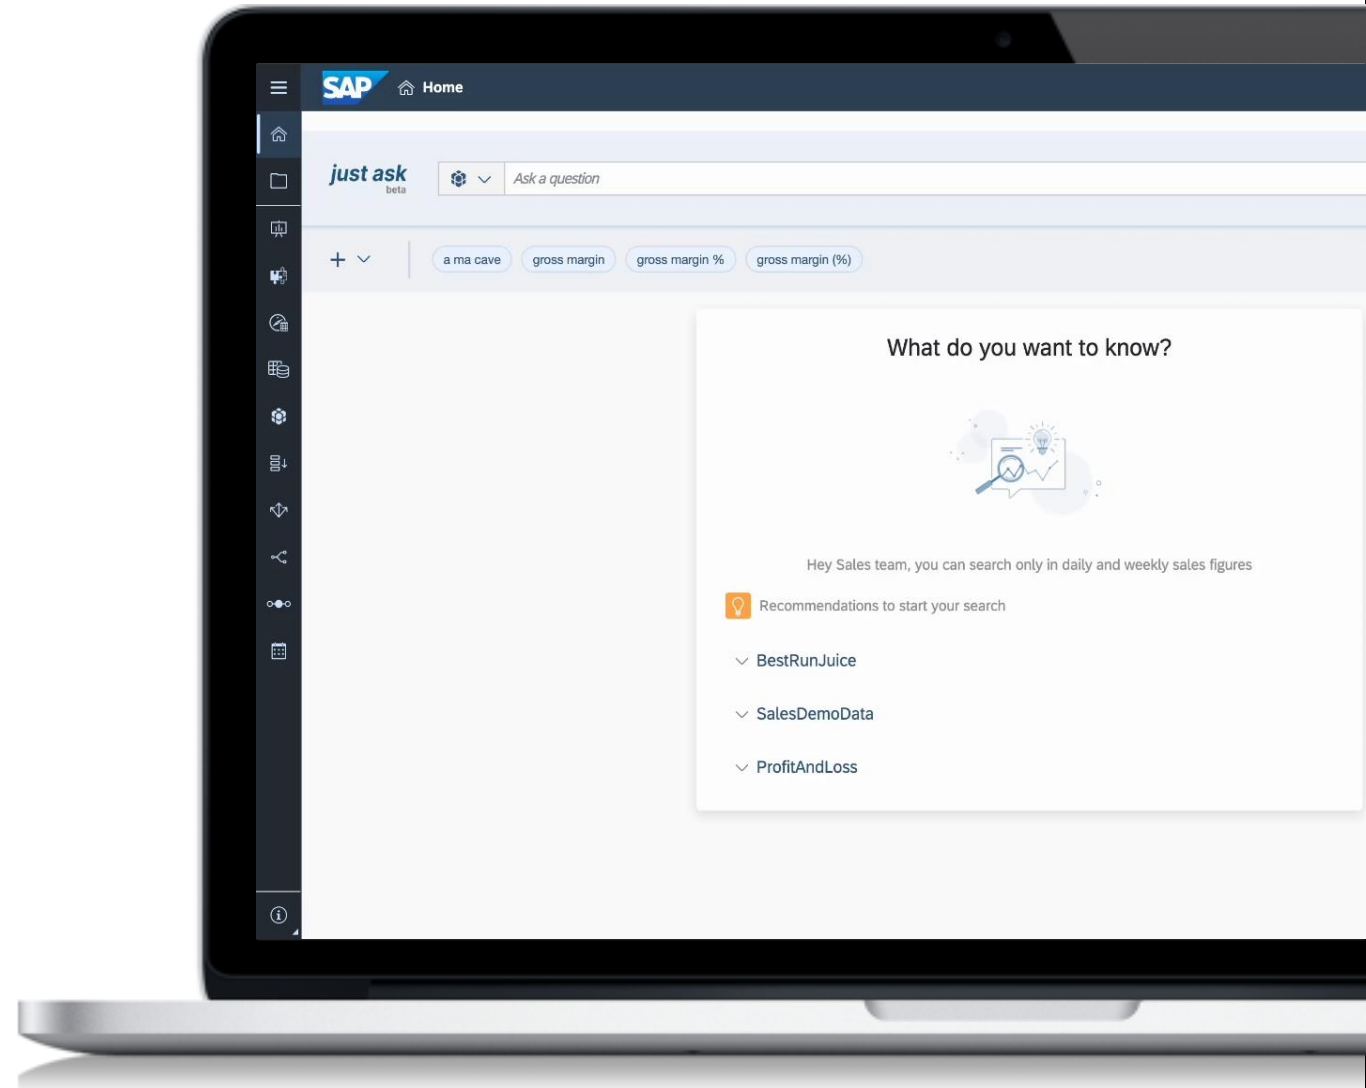 SAP Home
just ask
beta
Ask a question
a ma cave gross margin gross margin % gross margin (%)
What do you want to know?
Hey Sales team, you can search only in daily and weekly sales figures
Recommendations to start your search
BestRunJuice
SalesDemoData
ProfitAndLoss